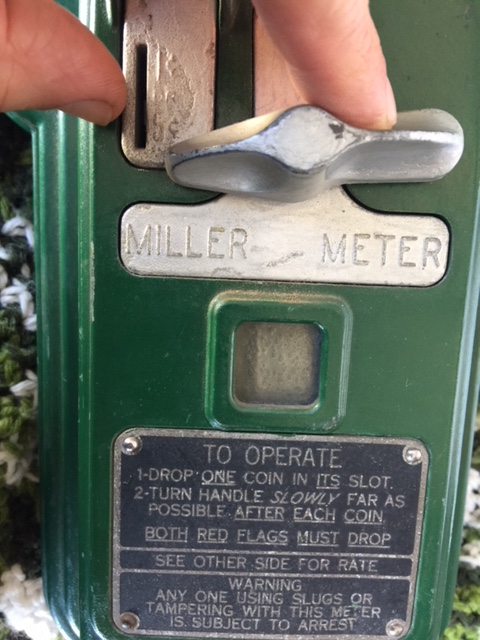 5¢
MILLER METER
TO OPERATE
1-DROP ONE COIN IN ITS SLOT.
2-TURN HANDLE SLOWLY FAR AS
POSSIBLE AFTER EACH COIN
BOTH RED FLAGS MUST DROP
SEE OTHER SIDE FOR RATE
WARNING
ANY ONE USING SLUGS OR
TAMPERING WITH THIS METER
IS SUBJECT TO ARREST